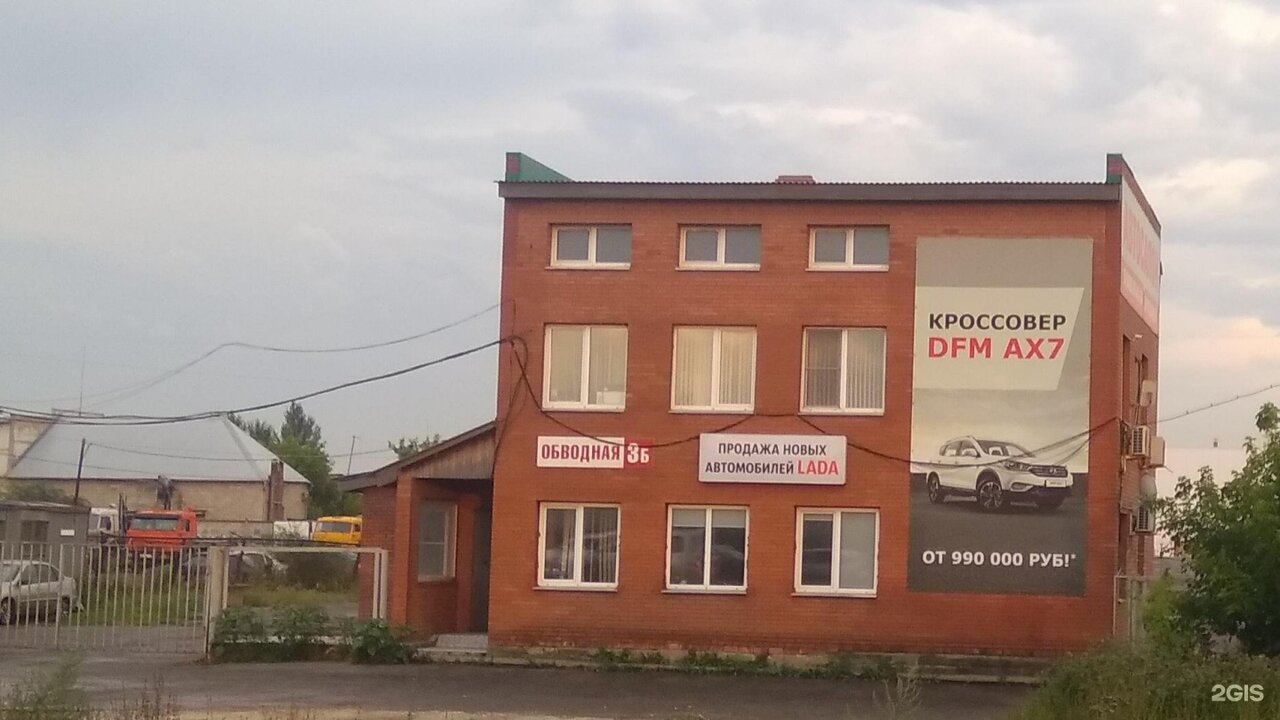 КРОССОВЕР
DFM AX7
ОБВОДНАЯ 3Б
ПРОДАЖА НОВЫХ
АВТОМОБИЛЕЙ LADA
ОТ 990 000 РУБ!*
2GIS